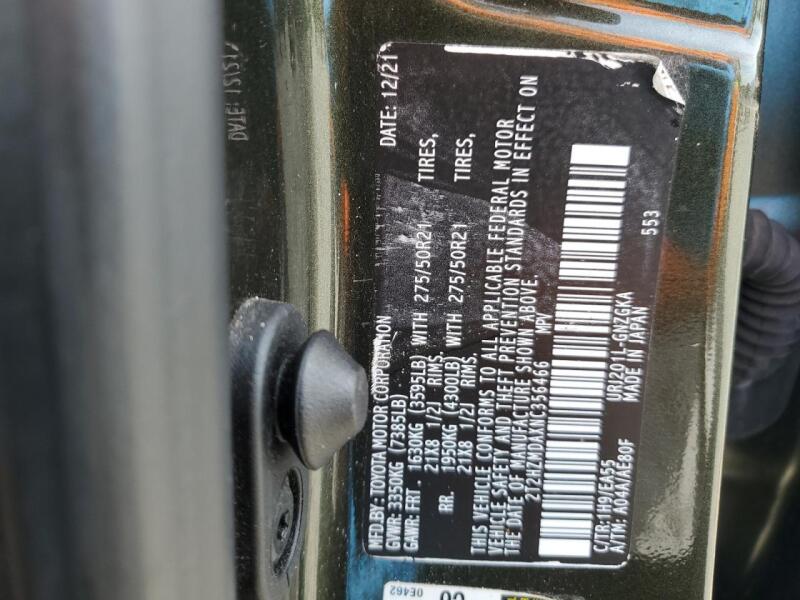 MFD.BY: TOYOTA MOTOR CORPORATION DATE: 12/21
GVWR: 3350KG (7385LB)
GAWR: FRT. 1630KG (3595LB) WITH 275/50R21 TIRES,
21X8 1/2J RIMS.
RR. 1950KG (4300LB) WITH 275/50R21 TIRES,
21X8 1/2J RIMS.
THIS VEHICLE CONFORMS TO ALL APPLICABLE FEDERAL MOTOR
VEHICLE SAFETY AND THEFT PREVENTION STANDARDS IN EFFECT ON
THE DATE OF MANUFACTURE SHOWN ABOVE.
MPV
C/TR: 1H9/EA55 URJ201L-GNZGKA
A/TM: A04A/AE80F MADE IN JAPAN 553
0E462